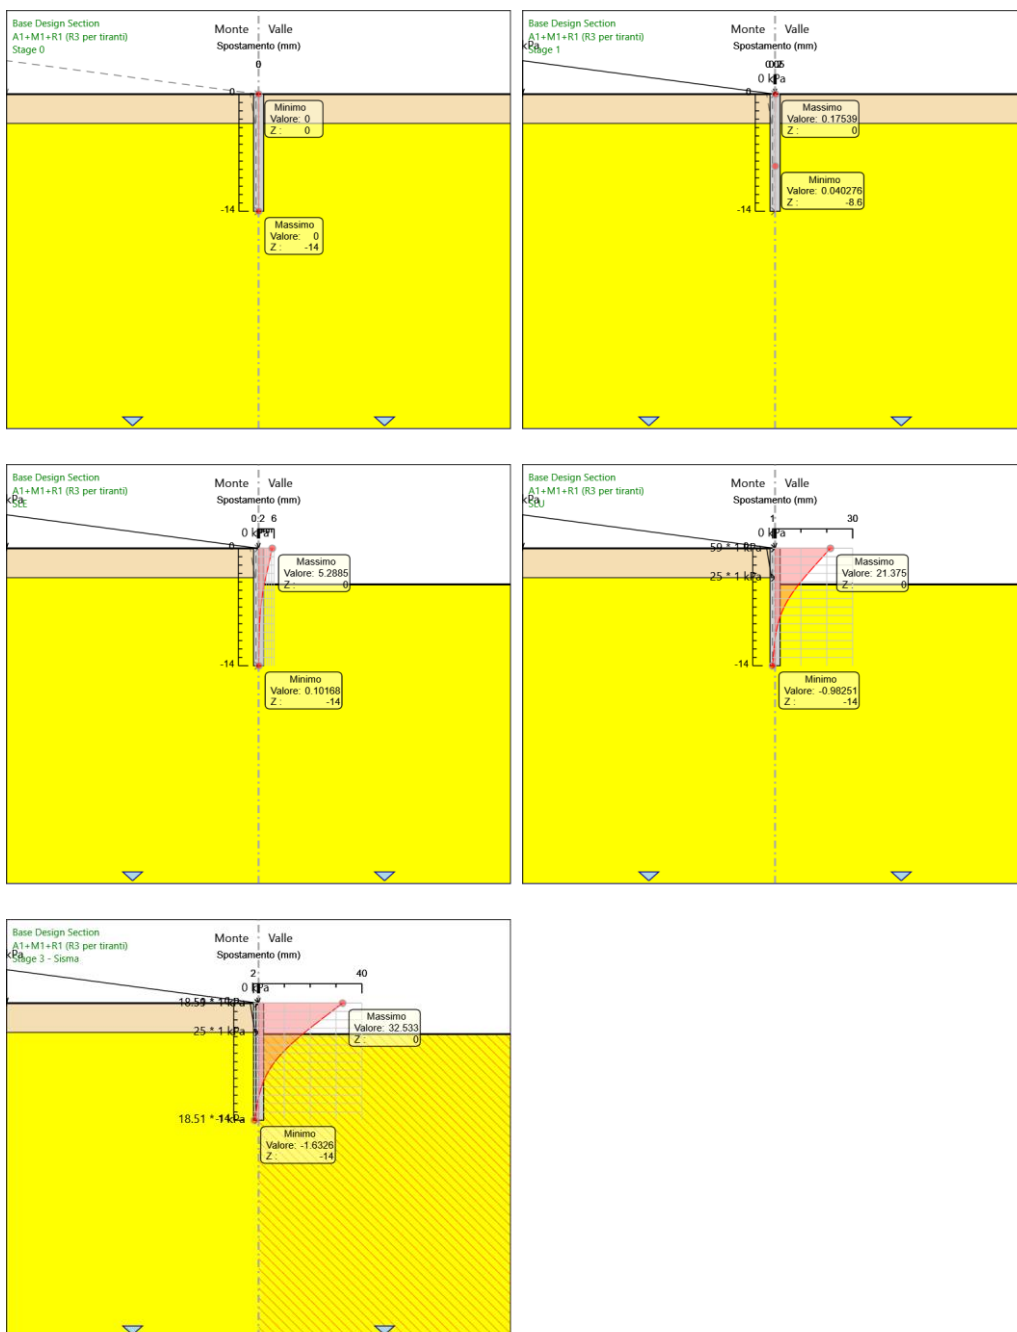 Base Design Section
A1+M1+R1 (R3 per tiranti)
Stage 0
Monte Valle
Spostamento (mm)
0
0
Minimo
Valore: 0
Z : 0
-14
Massimo
Valore: 0
Z : -14
Base Design Section
A1+M1+R1 (R3 per tiranti)
kPa
Stage 1
Monte Valle
Spostamento (mm)
0 kPa
0
Massimo
Valore: 0.17539
Z : 0
Minimo
Valore: 0.040276
Z : -8.6
-14
Base Design Section
A1+M1+R1 (R3 per tiranti)
kPa
SLE
Monte Valle
Spostamento (mm)
0 2 6
0 kPa
0
Massimo
Valore: 5.2885
Z : 0
-14
Minimo
Valore: 0.10168
Z : -14
Base Design Section
A1+M1+R1 (R3 per tiranti)
kPa
SLU
Monte Valle
Spostamento (mm)
1 30
0 kPa
59 * 1 kPa
25 * 1 kPa
Massimo
Valore: 21.375
Z : 0
-14
Minimo
Valore: -0.98251
Z : -14
Base Design Section
A1+M1+R1 (R3 per tiranti)
kPa
Stage 3 - Sisma
Monte Valle
Spostamento (mm)
2 40
0 kPa
25 * 1 kPa
Massimo
Valore: 32.533
Z : 0
18.51 *
Minimo
Valore: -1.6326
Z : -14